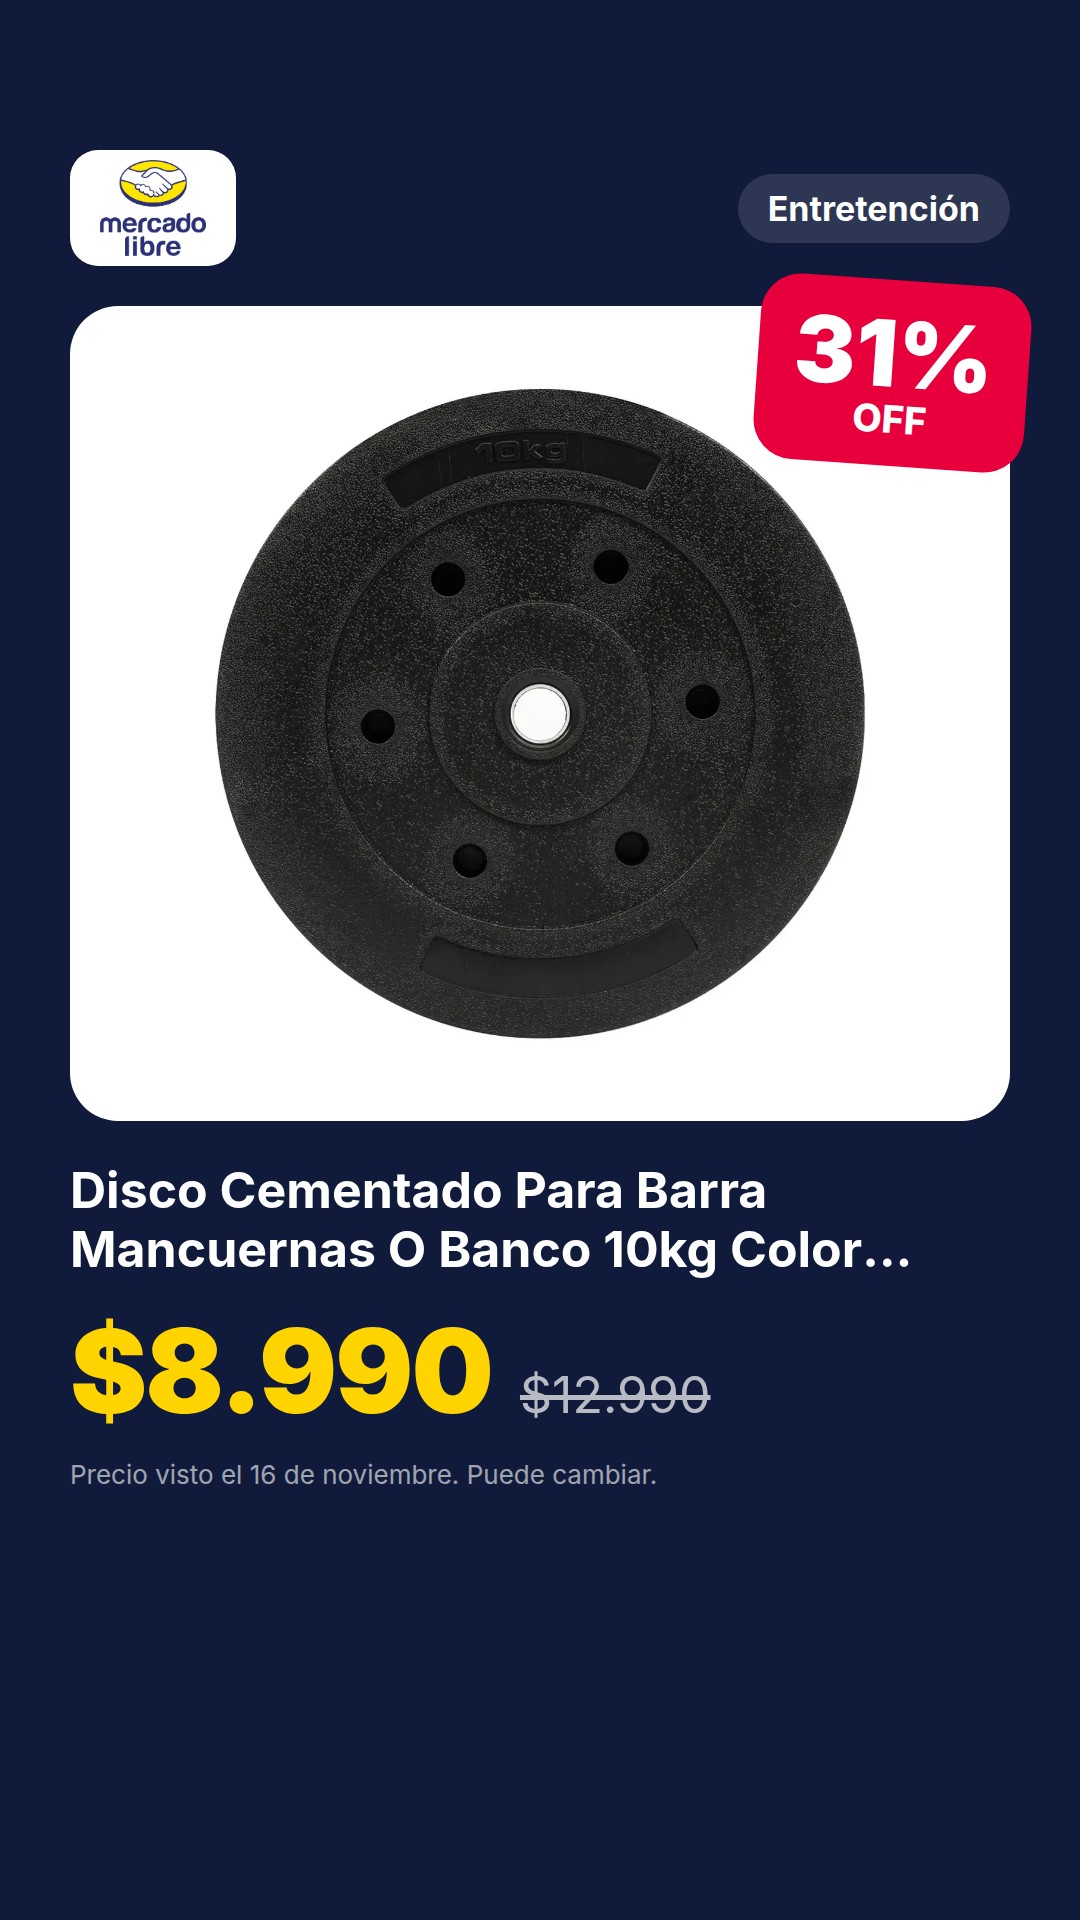 mercado
libre
Entretención
31%
OFF
10kg
Disco Cementado Para Barra
Mancuernas O Banco 10kg Color...
$8.990 $12.990
Precio visto el 16 de noviembre. Puede cambiar.